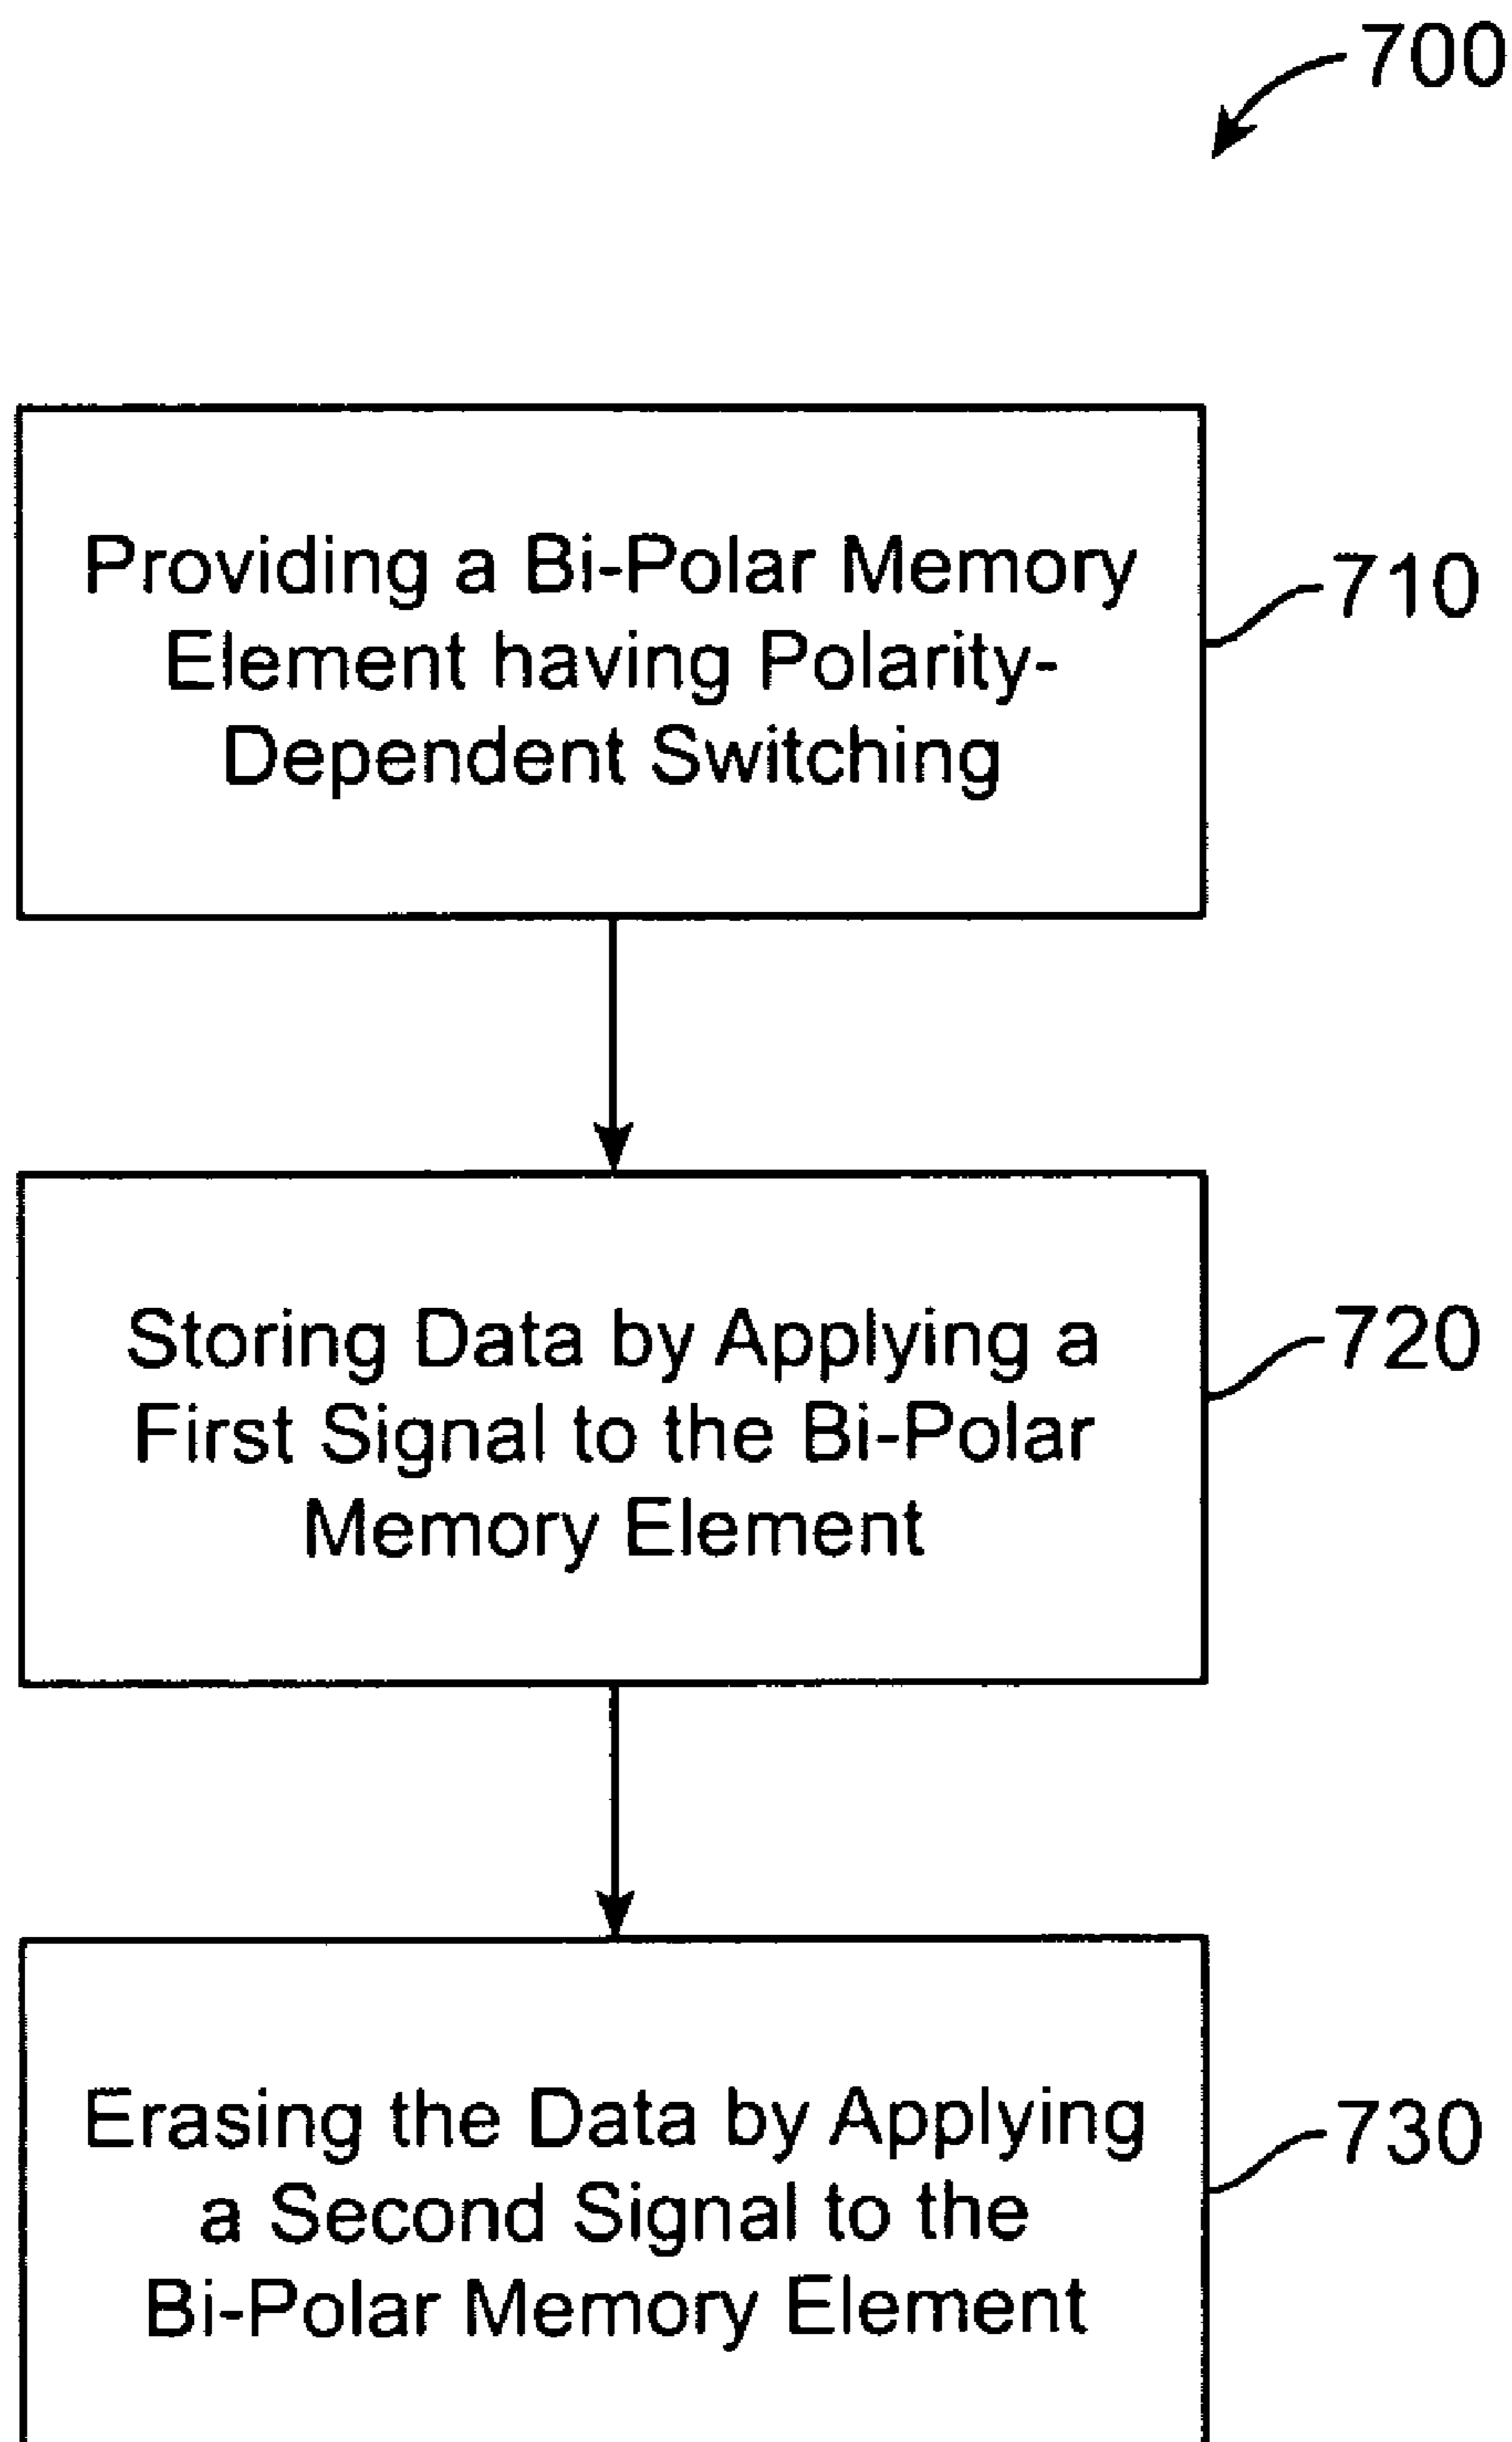 700
Providing a Bi-Polar Memory
Element having Polarity-
Dependent Switching
710
Storing Data by Applying a
First Signal to the Bi-Polar
Memory Element
720
Erasing the Data by Applying
a Second Signal to the
Bi-Polar Memory Element
730